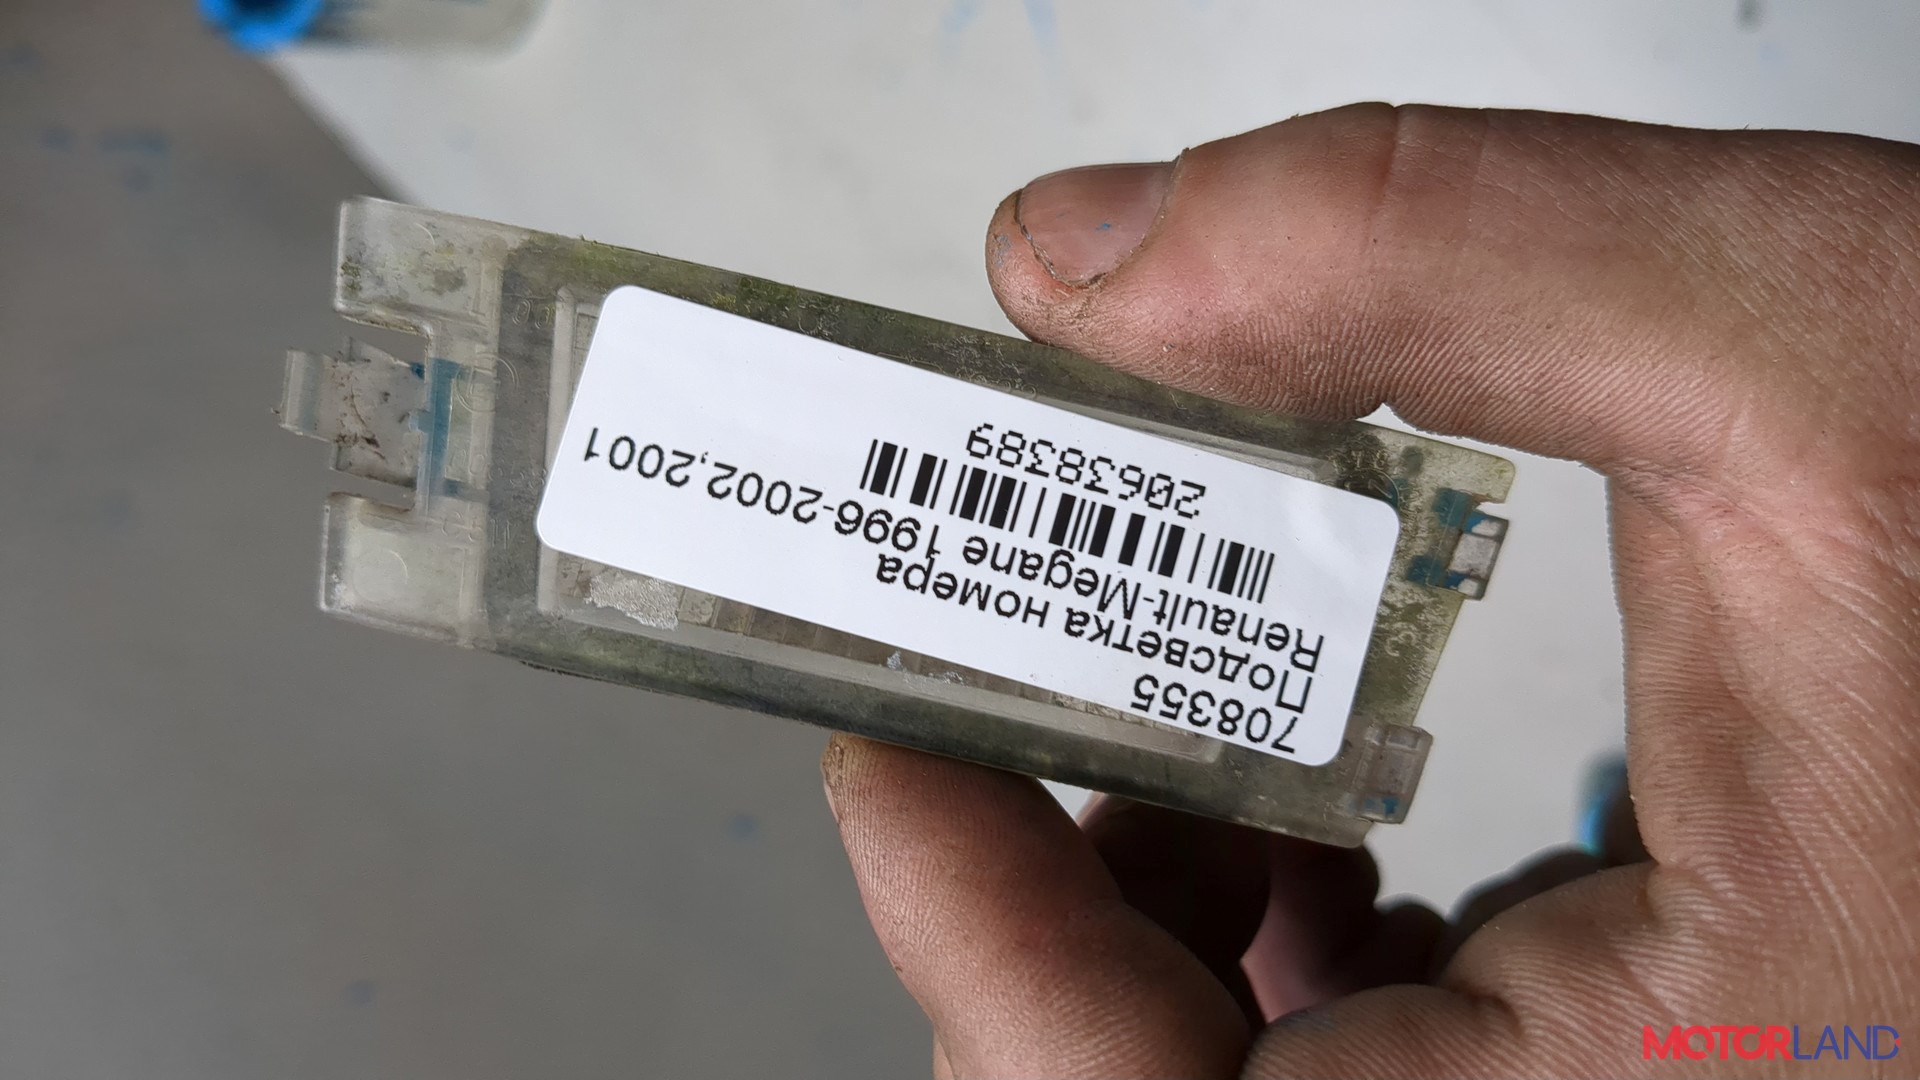 708355
Подсветка номера
Renault-Megane 1996-2002,2001
20638389
MOTORLAND